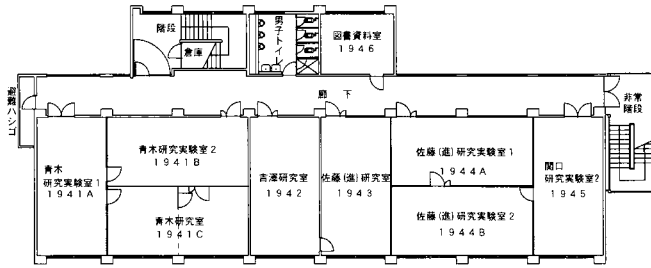 階段
倉庫
男子トイレ
図書資料室
1946
避難ハシゴ
廊下
非常
階段
青木
研究実験室1
1941A
青木研究実験室2
1941B
青木研究室
1941C
吉澤研究室
1942
佐藤(進)研究室
1943
佐藤(進)研究実験室1
1944A
佐藤(進)研究実験室2
1944B
関口
研究実験室2
1945